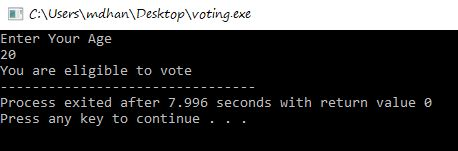 C:\Users\mdhan\Desktop\voting.exe
Enter Your Age
20
You are eligible to vote
--------------------------------
Process exited after 7.996 seconds with return value 0
Press any key to continue . . .